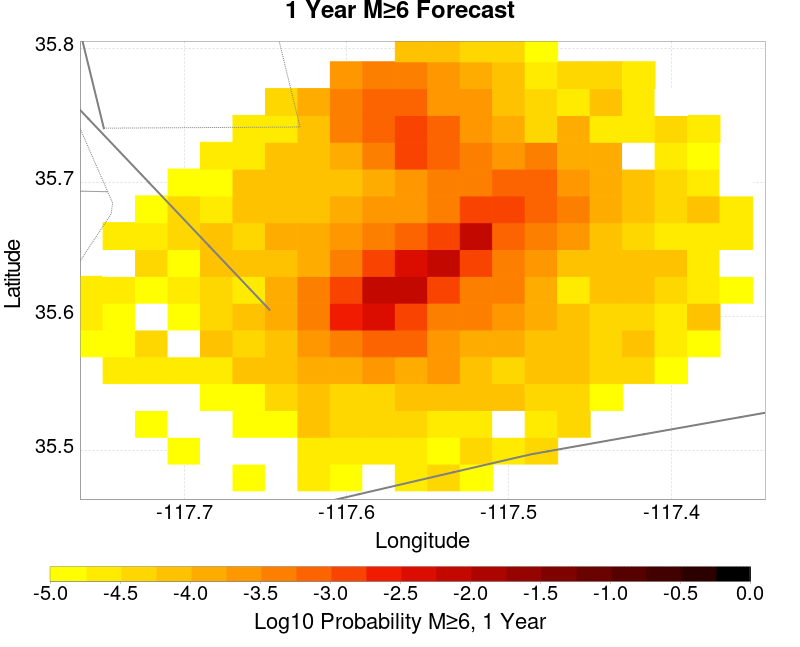 1 Year M≥6 Forecast
35.8
35.7
35.6
35.5
Latitude
-117.7 -117.6 -117.5 -117.4
Longitude
-5.0 -4.5 -4.0 -3.5 -3.0 -2.5 -2.0 -1.5 -1.0 -0.5 0.0
Log10 Probability M≥6, 1 Year